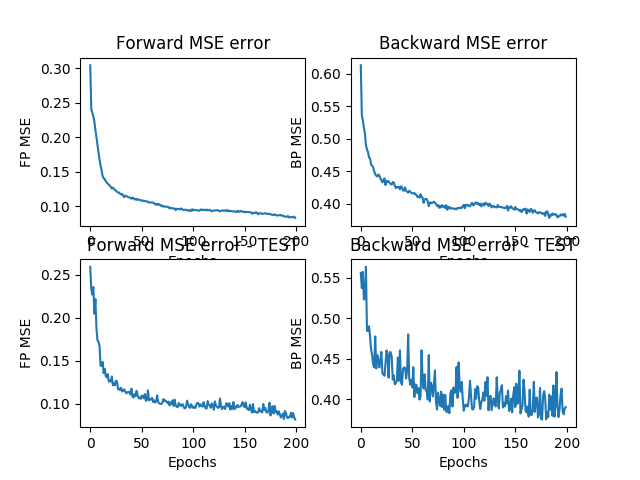 Forward MSE error
FP MSE
0.30
0.25
0.20
0.15
0.10
0 50 100 150 200
Epochs
Backward MSE error
BP MSE
0.60
0.55
0.50
0.45
0.40
0 50 100 150 200
Epochs
Forward MSE error - TEST
FP MSE
0.25
0.20
0.15
0.10
0 50 100 150 200
Epochs
Backward MSE error - TEST
BP MSE
0.55
0.50
0.45
0.40
0 50 100 150 200
Epochs